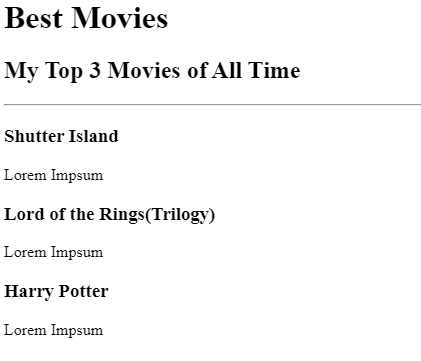 Best Movies
My Top 3 Movies of All Time
Shutter Island
Lorem Impsum
Lord of the Rings(Trilogy)
Lorem Impsum
Harry Potter
Lorem Impsum